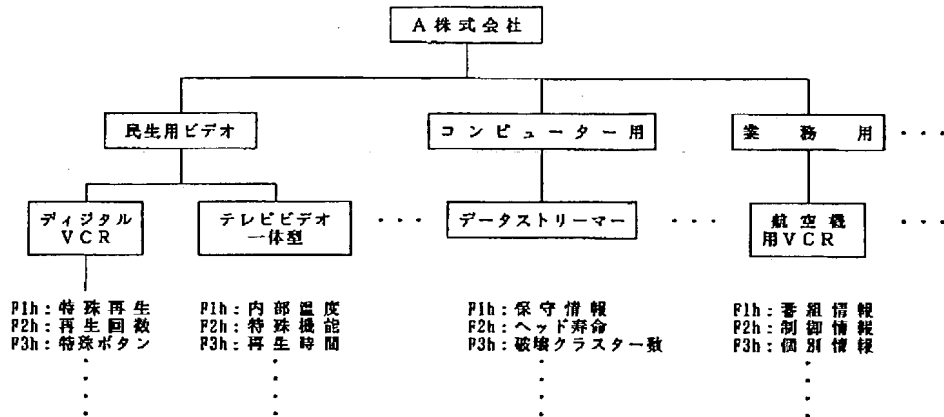 A株式会社
民生用ビデオ
コンピューター用
業務用
・・・
ディジタル
VCR
テレビビデオ
一体型
・・・
データストリーマー
・・・
航空機
用VCR
・・・
F1h:特殊再生
F2h:再生回数
F3h:特殊ボタン
F1h:内部温度
F2h:特殊機能
F3h:再生時間
F1h:保守情報
F2h:ヘッド寿命
F3h:破壊クラスター数
F1h:番組情報
F2h:制御情報
F3h:個別情報